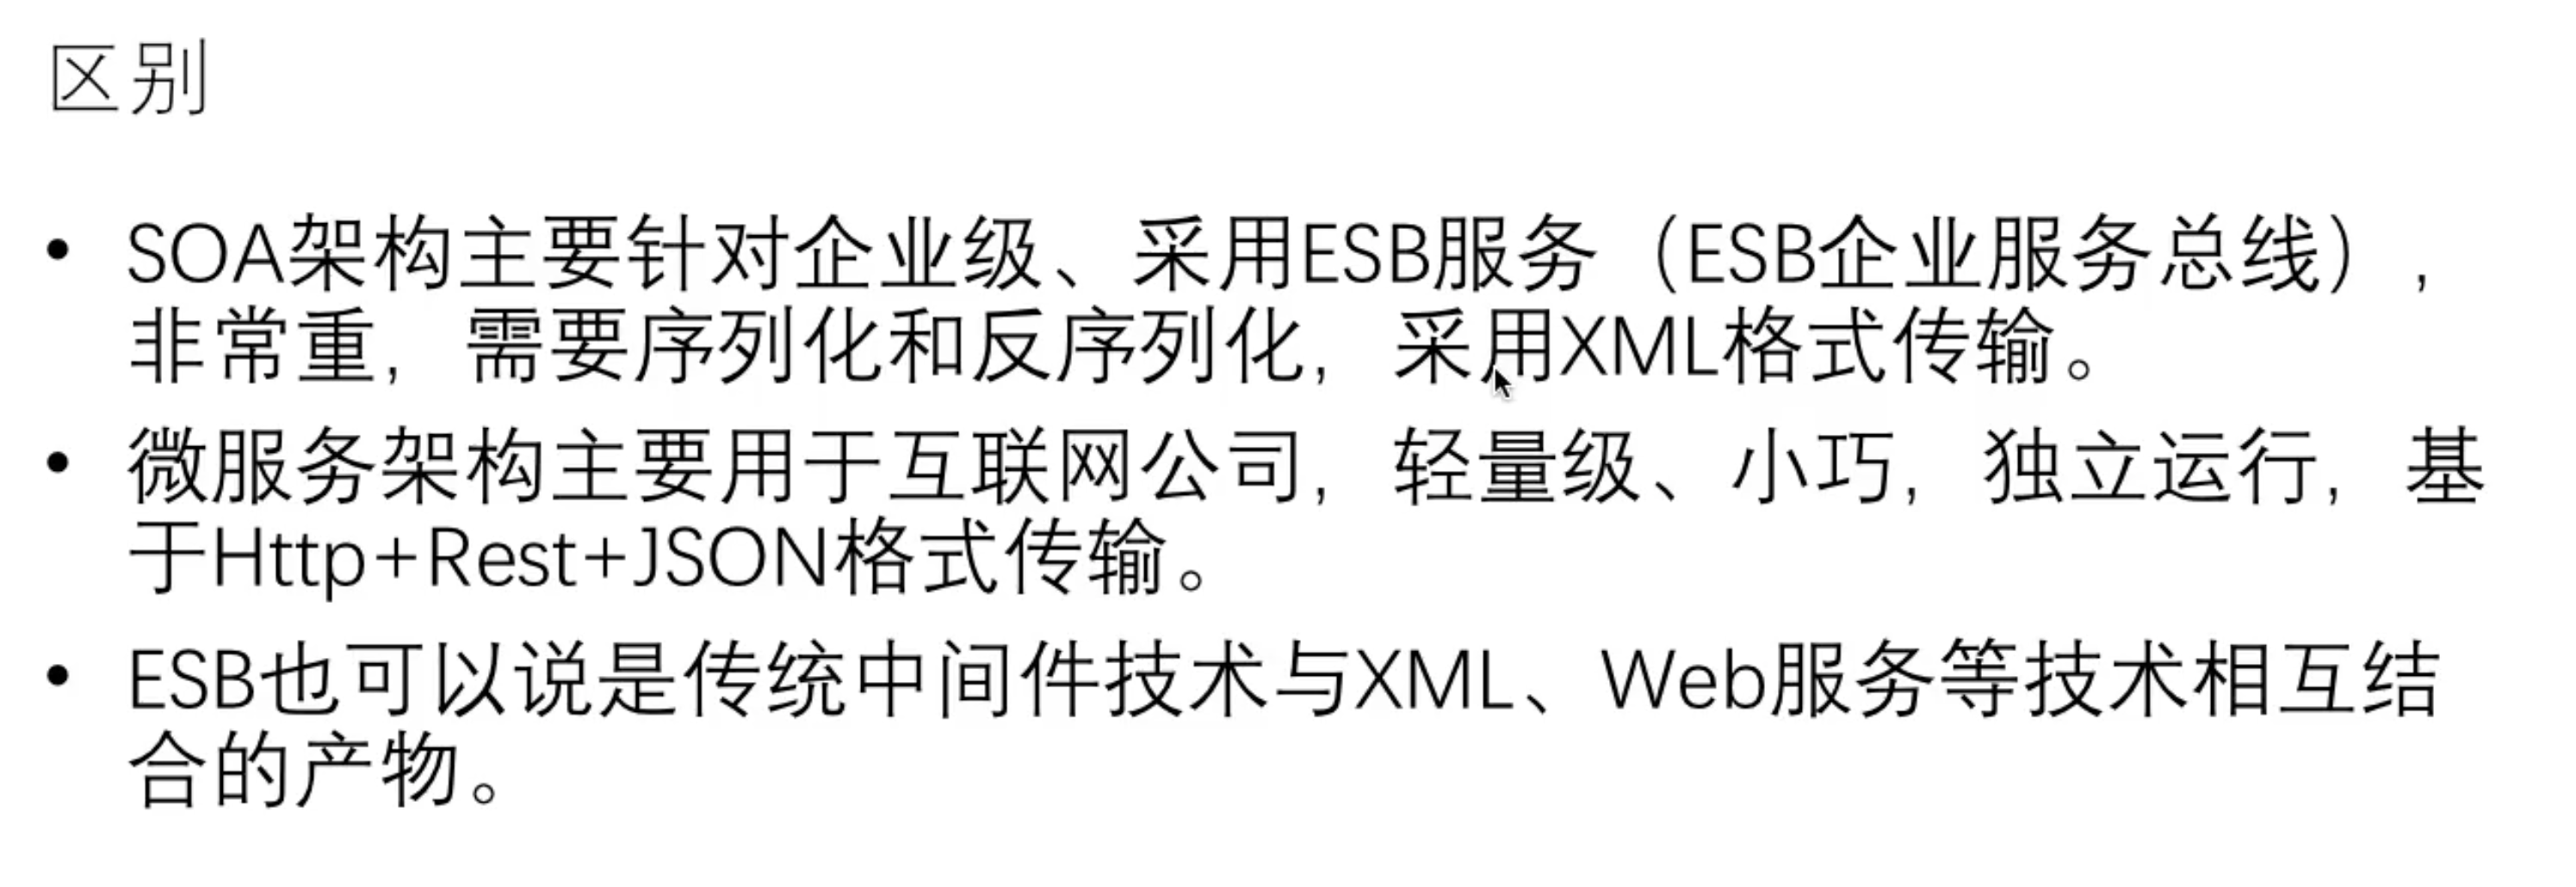 区别
• SOA架构主要针对企业级、采用ESB服务（ESB企业服务总线），
非常重，需要序列化和反序列化，采用XML格式传输。
• 微服务架构主要用于互联网公司，轻量级、小巧，独立运行，基
于Http+Rest+JSON格式传输。
• ESB也可以说是传统中间件技术与XML、Web服务等技术相互结
合的产物。